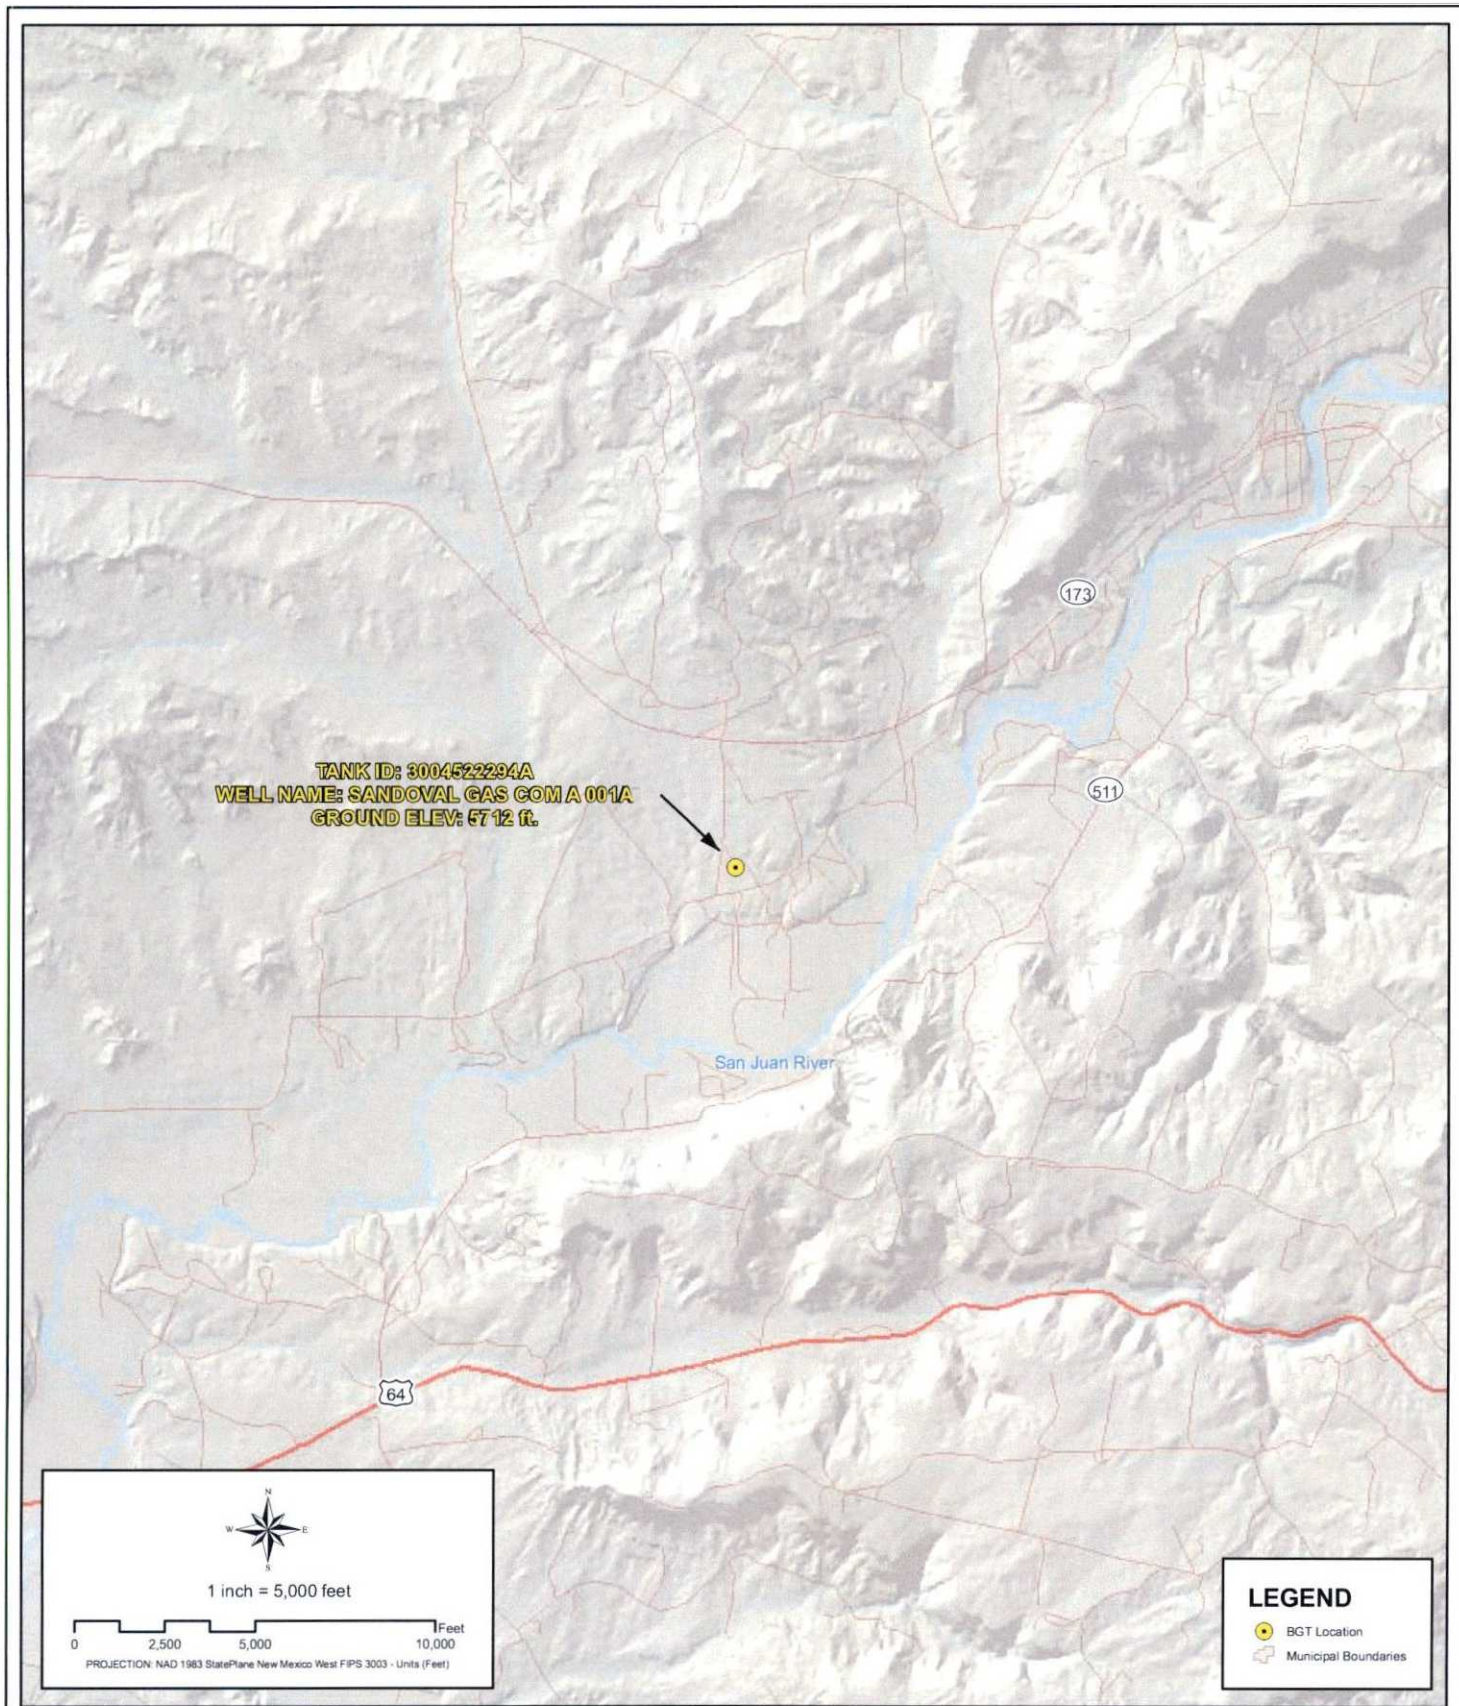 173
TANK ID: 3004522294A
WELL NAME: SANDOVAL GAS COM A 001A
GROUND ELEV: 5712 ft.
511
San Juan River
64
N
W E
S
1 inch = 5,000 feet
Feet
0 2,500 5,000 10,000
PROJECTION: NAD 1983 StatePlane New Mexico West FIPS 3003 - Units (Feet)
LEGEND
BGT Location
Municipal Boundaries